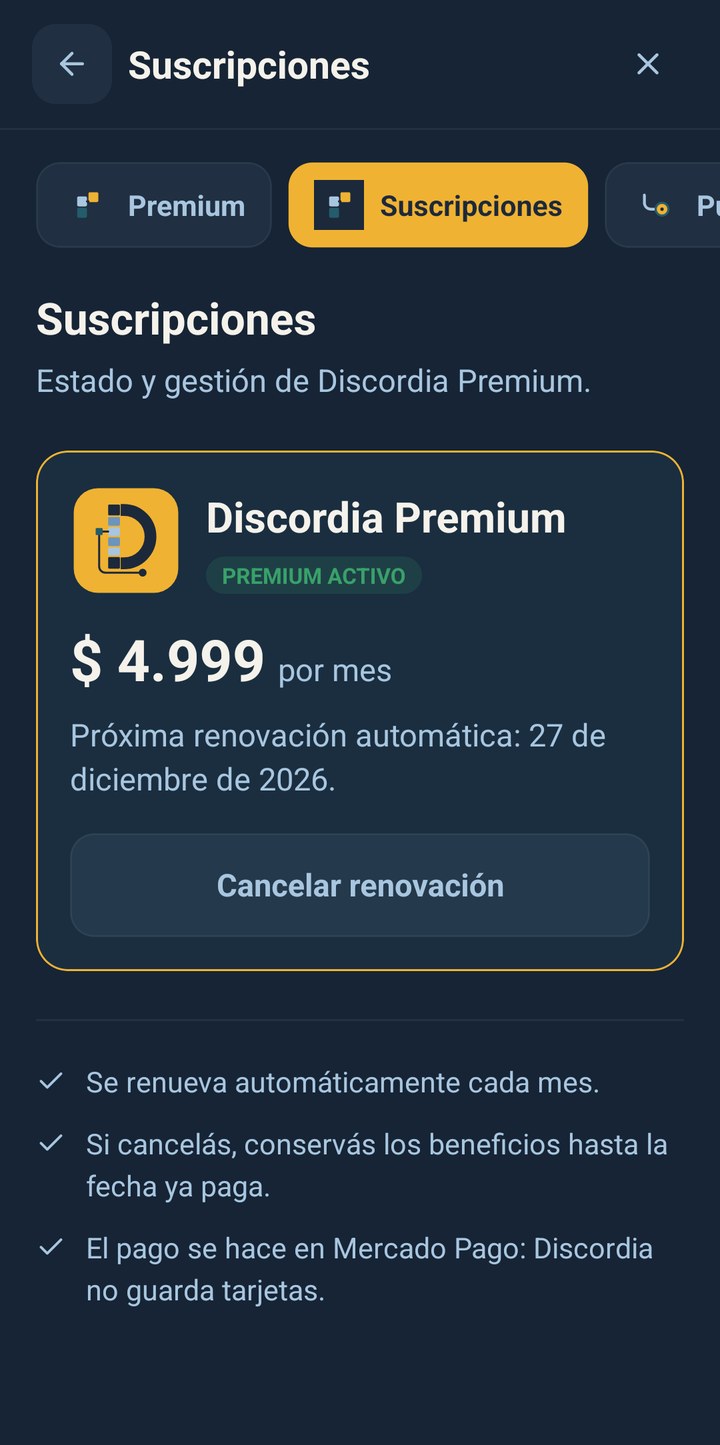 Suscripciones
Premium
Suscripciones
Suscripciones
Estado y gestión de Discordia Premium.
Discordia Premium
PREMIUM ACTIVO
$ 4.999 por mes
Próxima renovación automática: 27 de
diciembre de 2026.
Cancelar renovación
Se renueva automáticamente cada mes.
Si cancelás, conservás los beneficios hasta la
fecha ya paga.
El pago se hace en Mercado Pago: Discordia
no guarda tarjetas.